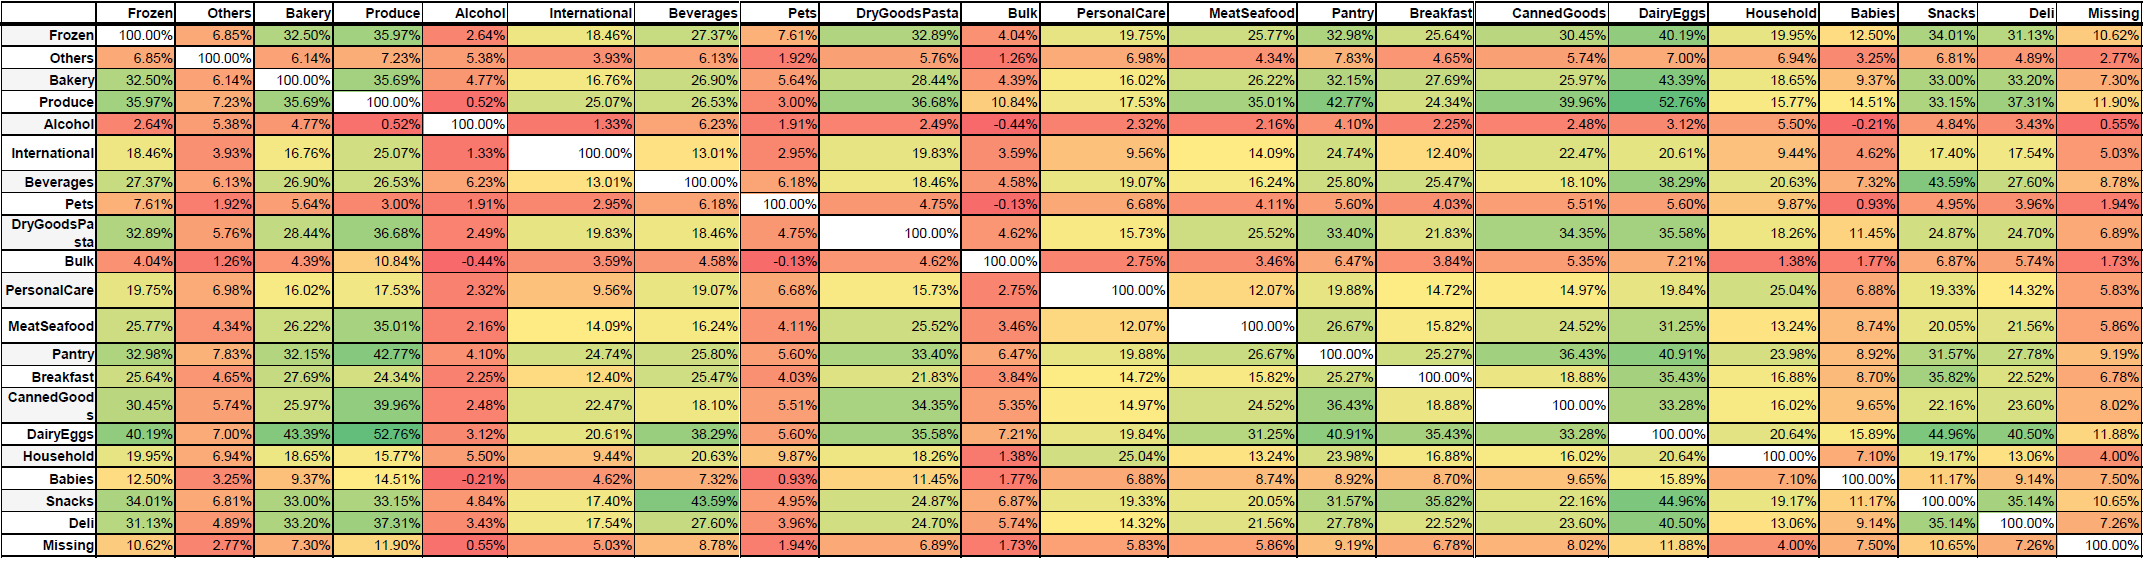 Frozen Others Bakery Produce Alcohol International Beverages Pets DryGoodsPasta Bulk PersonalCare MeatSeafood Pantry Breakfast CannedGoods DairyEggs Household Babies Snacks Deli Missing
Frozen 100.00% 6.85% 32.50% 35.97% 2.64% 18.46% 27.37% 7.61% 32.89% 4.04% 19.75% 25.77% 32.98% 25.64% 30.45% 40.19% 19.95% 12.50% 34.01% 31.13% 10.62%
Others 6.85% 100.00% 6.14% 7.23% 5.38% 3.93% 6.13% 1.92% 5.76% 1.26% 6.98% 4.34% 7.83% 4.65% 5.74% 7.00% 6.94% 3.25% 6.81% 4.89% 2.77%
Bakery 32.50% 6.14% 100.00% 35.69% 4.77% 16.76% 26.90% 5.64% 28.44% 4.39% 16.02% 26.22% 32.15% 27.69% 25.97% 43.39% 18.65% 9.37% 33.00% 33.20% 7.30%
Produce 35.97% 7.23% 35.69% 100.00% 0.52% 25.07% 26.53% 3.00% 36.68% 10.84% 17.53% 35.01% 42.77% 24.34% 39.96% 52.76% 15.77% 14.51% 33.15% 37.31% 11.90%
Alcohol 2.64% 5.38% 4.77% 0.52% 100.00% 1.33% 6.23% 1.91% 2.49% -0.44% 2.32% 2.16% 4.10% 2.25% 2.48% 3.12% 5.50% -0.21% 4.84% 3.43% 0.55%
International 18.46% 3.93% 16.76% 25.07% 1.33% 100.00% 13.01% 2.95% 19.83% 3.59% 9.56% 14.09% 24.74% 12.40% 22.47% 20.61% 9.44% 4.62% 17.40% 17.54% 5.03%
Beverages 27.37% 6.13% 26.90% 26.53% 6.23% 13.01% 100.00% 6.18% 18.46% 4.58% 19.07% 16.24% 25.80% 25.47% 18.10% 38.29% 20.63% 7.32% 43.59% 27.60% 8.78%
Pets 7.61% 1.92% 5.64% 3.00% 1.91% 2.95% 6.18% 100.00% 4.75% -0.13% 6.68% 4.11% 5.60% 4.03% 5.51% 5.60% 9.87% 0.93% 4.95% 3.96% 1.94%
DryGoodsPa
sta 32.89% 5.76% 28.44% 36.68% 2.49% 19.83% 18.46% 4.75% 100.00% 4.62% 15.73% 25.52% 33.40% 21.83% 34.35% 35.58% 18.26% 11.45% 24.87% 24.70% 6.89%
Bulk 4.04% 1.26% 4.39% 10.84% -0.44% 3.59% 4.58% -0.13% 4.62% 100.00% 2.75% 3.46% 6.47% 3.84% 5.35% 7.21% 1.38% 1.77% 6.87% 5.74% 1.73%
PersonalCare 19.75% 6.98% 16.02% 17.53% 2.32% 9.56% 19.07% 6.68% 15.73% 2.75% 100.00% 12.07% 19.88% 14.72% 14.97% 19.84% 25.04% 6.88% 19.33% 14.32% 5.83%
MeatSeafood 25.77% 4.34% 26.22% 35.01% 2.16% 14.09% 16.24% 4.11% 25.52% 3.46% 12.07% 100.00% 26.67% 15.82% 24.52% 31.25% 13.24% 8.74% 20.05% 21.56% 5.86%
Pantry 32.98% 7.83% 32.15% 42.77% 4.10% 24.74% 25.80% 5.60% 33.40% 6.47% 19.88% 26.67% 100.00% 25.27% 36.43% 40.91% 23.98% 8.92% 31.57% 27.78% 9.19%
Breakfast 25.64% 4.65% 27.69% 24.34% 2.25% 12.40% 25.47% 4.03% 21.83% 3.84% 14.72% 15.82% 25.27% 100.00% 18.88% 35.43% 16.88% 8.70% 35.82% 22.52% 6.78%
CannedGood
s 30.45% 5.74% 25.97% 39.96% 2.48% 22.47% 18.10% 5.51% 34.35% 5.35% 14.97% 24.52% 36.43% 18.88% 100.00% 33.28% 16.02% 9.65% 22.16% 23.60% 8.02%
DairyEggs 40.19% 7.00% 43.39% 52.76% 3.12% 20.61% 38.29% 5.60% 35.58% 7.21% 19.84% 31.25% 40.91% 35.43% 33.28% 100.00% 20.64% 15.89% 44.96% 40.50% 11.88%
Household 19.95% 6.94% 18.65% 15.77% 5.50% 9.44% 20.63% 9.87% 18.26% 1.38% 25.04% 13.24% 23.98% 16.88% 16.02% 20.64% 100.00% 7.10% 19.17% 13.06% 4.00%
Babies 12.50% 3.25% 9.37% 14.51% -0.21% 4.62% 7.32% 0.93% 11.45% 1.77% 6.88% 8.74% 8.92% 8.70% 9.65% 15.89% 7.10% 100.00% 11.17% 9.14% 7.50%
Snacks 34.01% 6.81% 33.00% 33.15% 4.84% 17.40% 43.59% 4.95% 24.87% 6.87% 19.33% 20.05% 31.57% 35.82% 22.16% 44.96% 19.17% 11.17% 100.00% 35.14% 10.65%
Deli 31.13% 4.89% 33.20% 37.31% 3.43% 17.54% 27.60% 3.96% 24.70% 5.74% 14.32% 21.56% 27.78% 22.52% 23.60% 40.50% 13.06% 9.14% 35.14% 100.00% 7.26%
Missing 10.62% 2.77% 7.30% 11.90% 0.55% 5.03% 8.78% 1.94% 6.89% 1.73% 5.83% 5.86% 9.19% 6.78% 8.02% 11.88% 4.00% 7.50% 10.65% 7.26% 100.00%